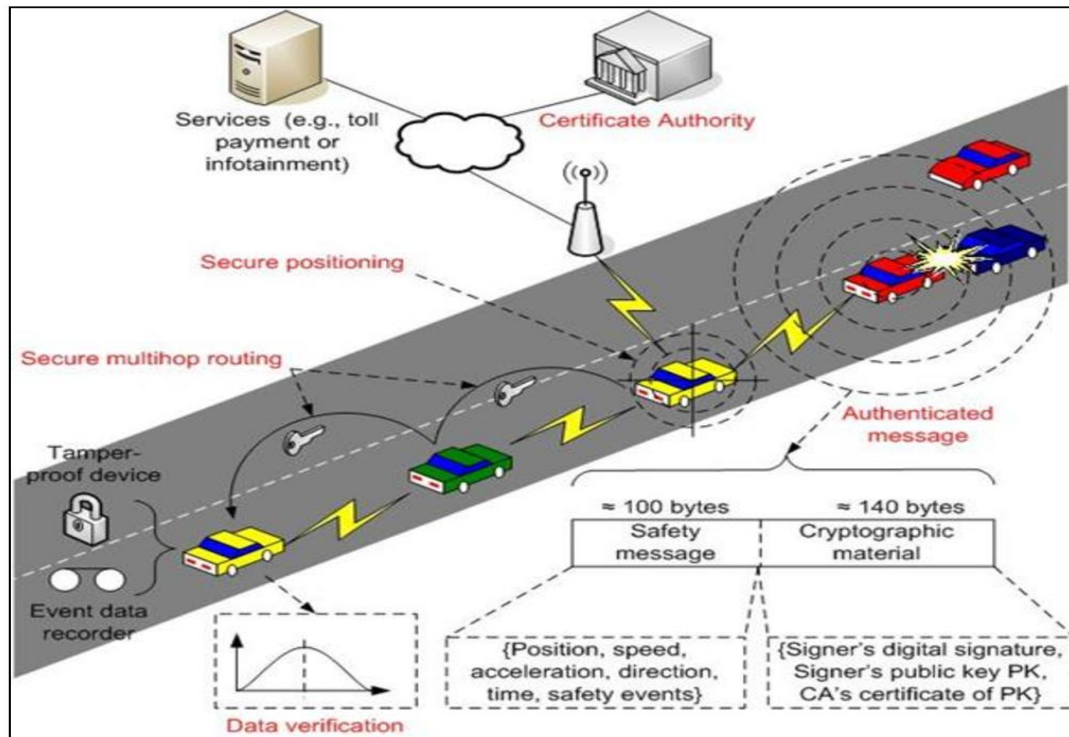 Services (e.g., toll
payment or
infotainment)
Certificate Authority
Secure positioning
Secure multihop routing
Authenticated
message
Tamper-
proof device
Event data
recorder
≈ 100 bytes
≈ 140 bytes
Safety
message
Cryptographic
material
{Position, speed,
acceleration, direction,
time, safety events}
{Signer's digital signature,
Signer's public key PK,
CA's certificate of PK}
Data verification